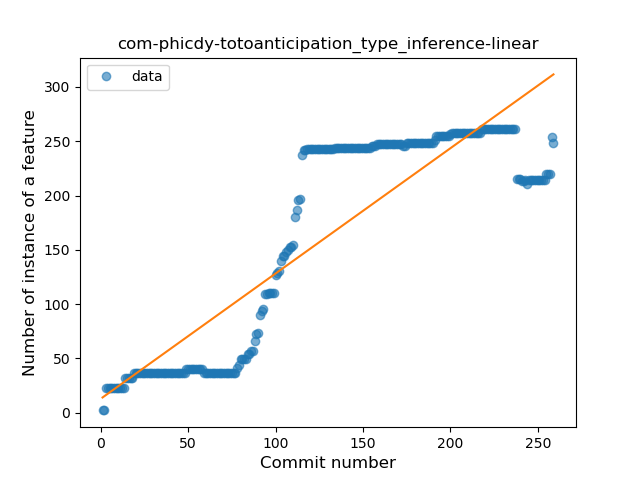 com-phicdy-totoanticipation_type_inference-linear
data
Number of instance of a feature
300
250
200
150
100
50
0
0 50 100 150 200 250
Commit number